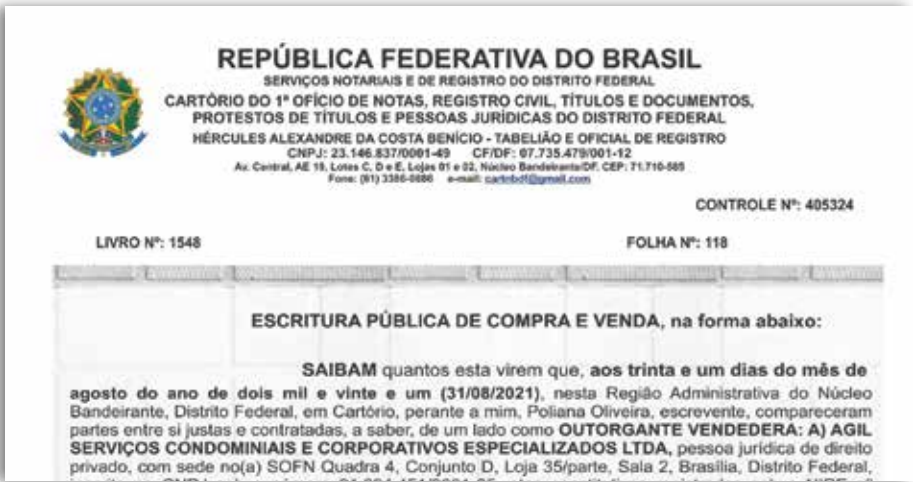 REPÚBLICA FEDERATIVA DO BRASIL
SERVIÇOS NOTARIAIS E DE REGISTRO DO DISTRITO FEDERAL
CARTÓRIO DO 1º OFÍCIO DE NOTAS, REGISTRO CIVIL, TÍTULOS E DOCUMENTOS,
PROTESTOS DE TÍTULOS E PESSOAS JURÍDICAS DO DISTRITO FEDERAL
HÉRCULES ALEXANDRE DA COSTA BENÍCIO - TABELIÃO E OFICIAL DE REGISTRO
CNPJ: 23.146.837/0001-49 CF/DF: 07.735.479/001-12
Av. Central, AE 19, Lotes C, D e E, Lojas 01 e 02, Núcleo Bandeirante/DF, CEP: 71.710-585
Fone: (61) 3386-0886 e-mail: cartnbdf@gmail.com
CONTROLE Nº: 405324
LIVRO Nº: 1548 FOLHA Nº: 118
ESCRITURA PÚBLICA DE COMPRA E VENDA, na forma abaixo:
SAIBAM quantos esta virem que, aos trinta e um dias do mês de
agosto do ano de dois mil e vinte e um (31/08/2021), nesta Região Administrativa do Núcleo
Bandeirante, Distrito Federal, em Cartório, perante a mim, Poliana Oliveira, escrevente, compareceram
partes entre si justas e contratadas, a saber, de um lado como OUTORGANTE VENDEDERA: A) AGIL
SERVIÇOS CONDOMINIAIS E CORPORATIVOS ESPECIALIZADOS LTDA, pessoa jurídica de direito
privado, com sede no(a) SOFN Quadra 4, Conjunto D, Loja 35/parte, Sala 2, Brasília, Distrito Federal,